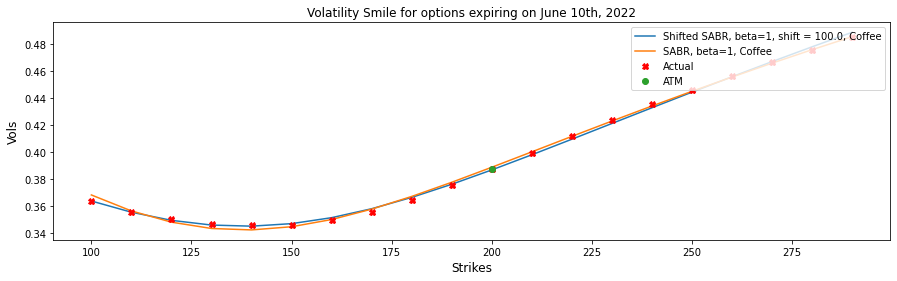 Volatility Smile for options expiring on June 10th, 2022
Shifted SABR, beta=1, shift = 100.0, Coffee
SABR, beta=1, Coffee
Actual
ATM
Vols
0.48
0.46
0.44
0.42
0.40
0.38
0.36
0.34
100
125
150
175
200
225
250
275
Strikes